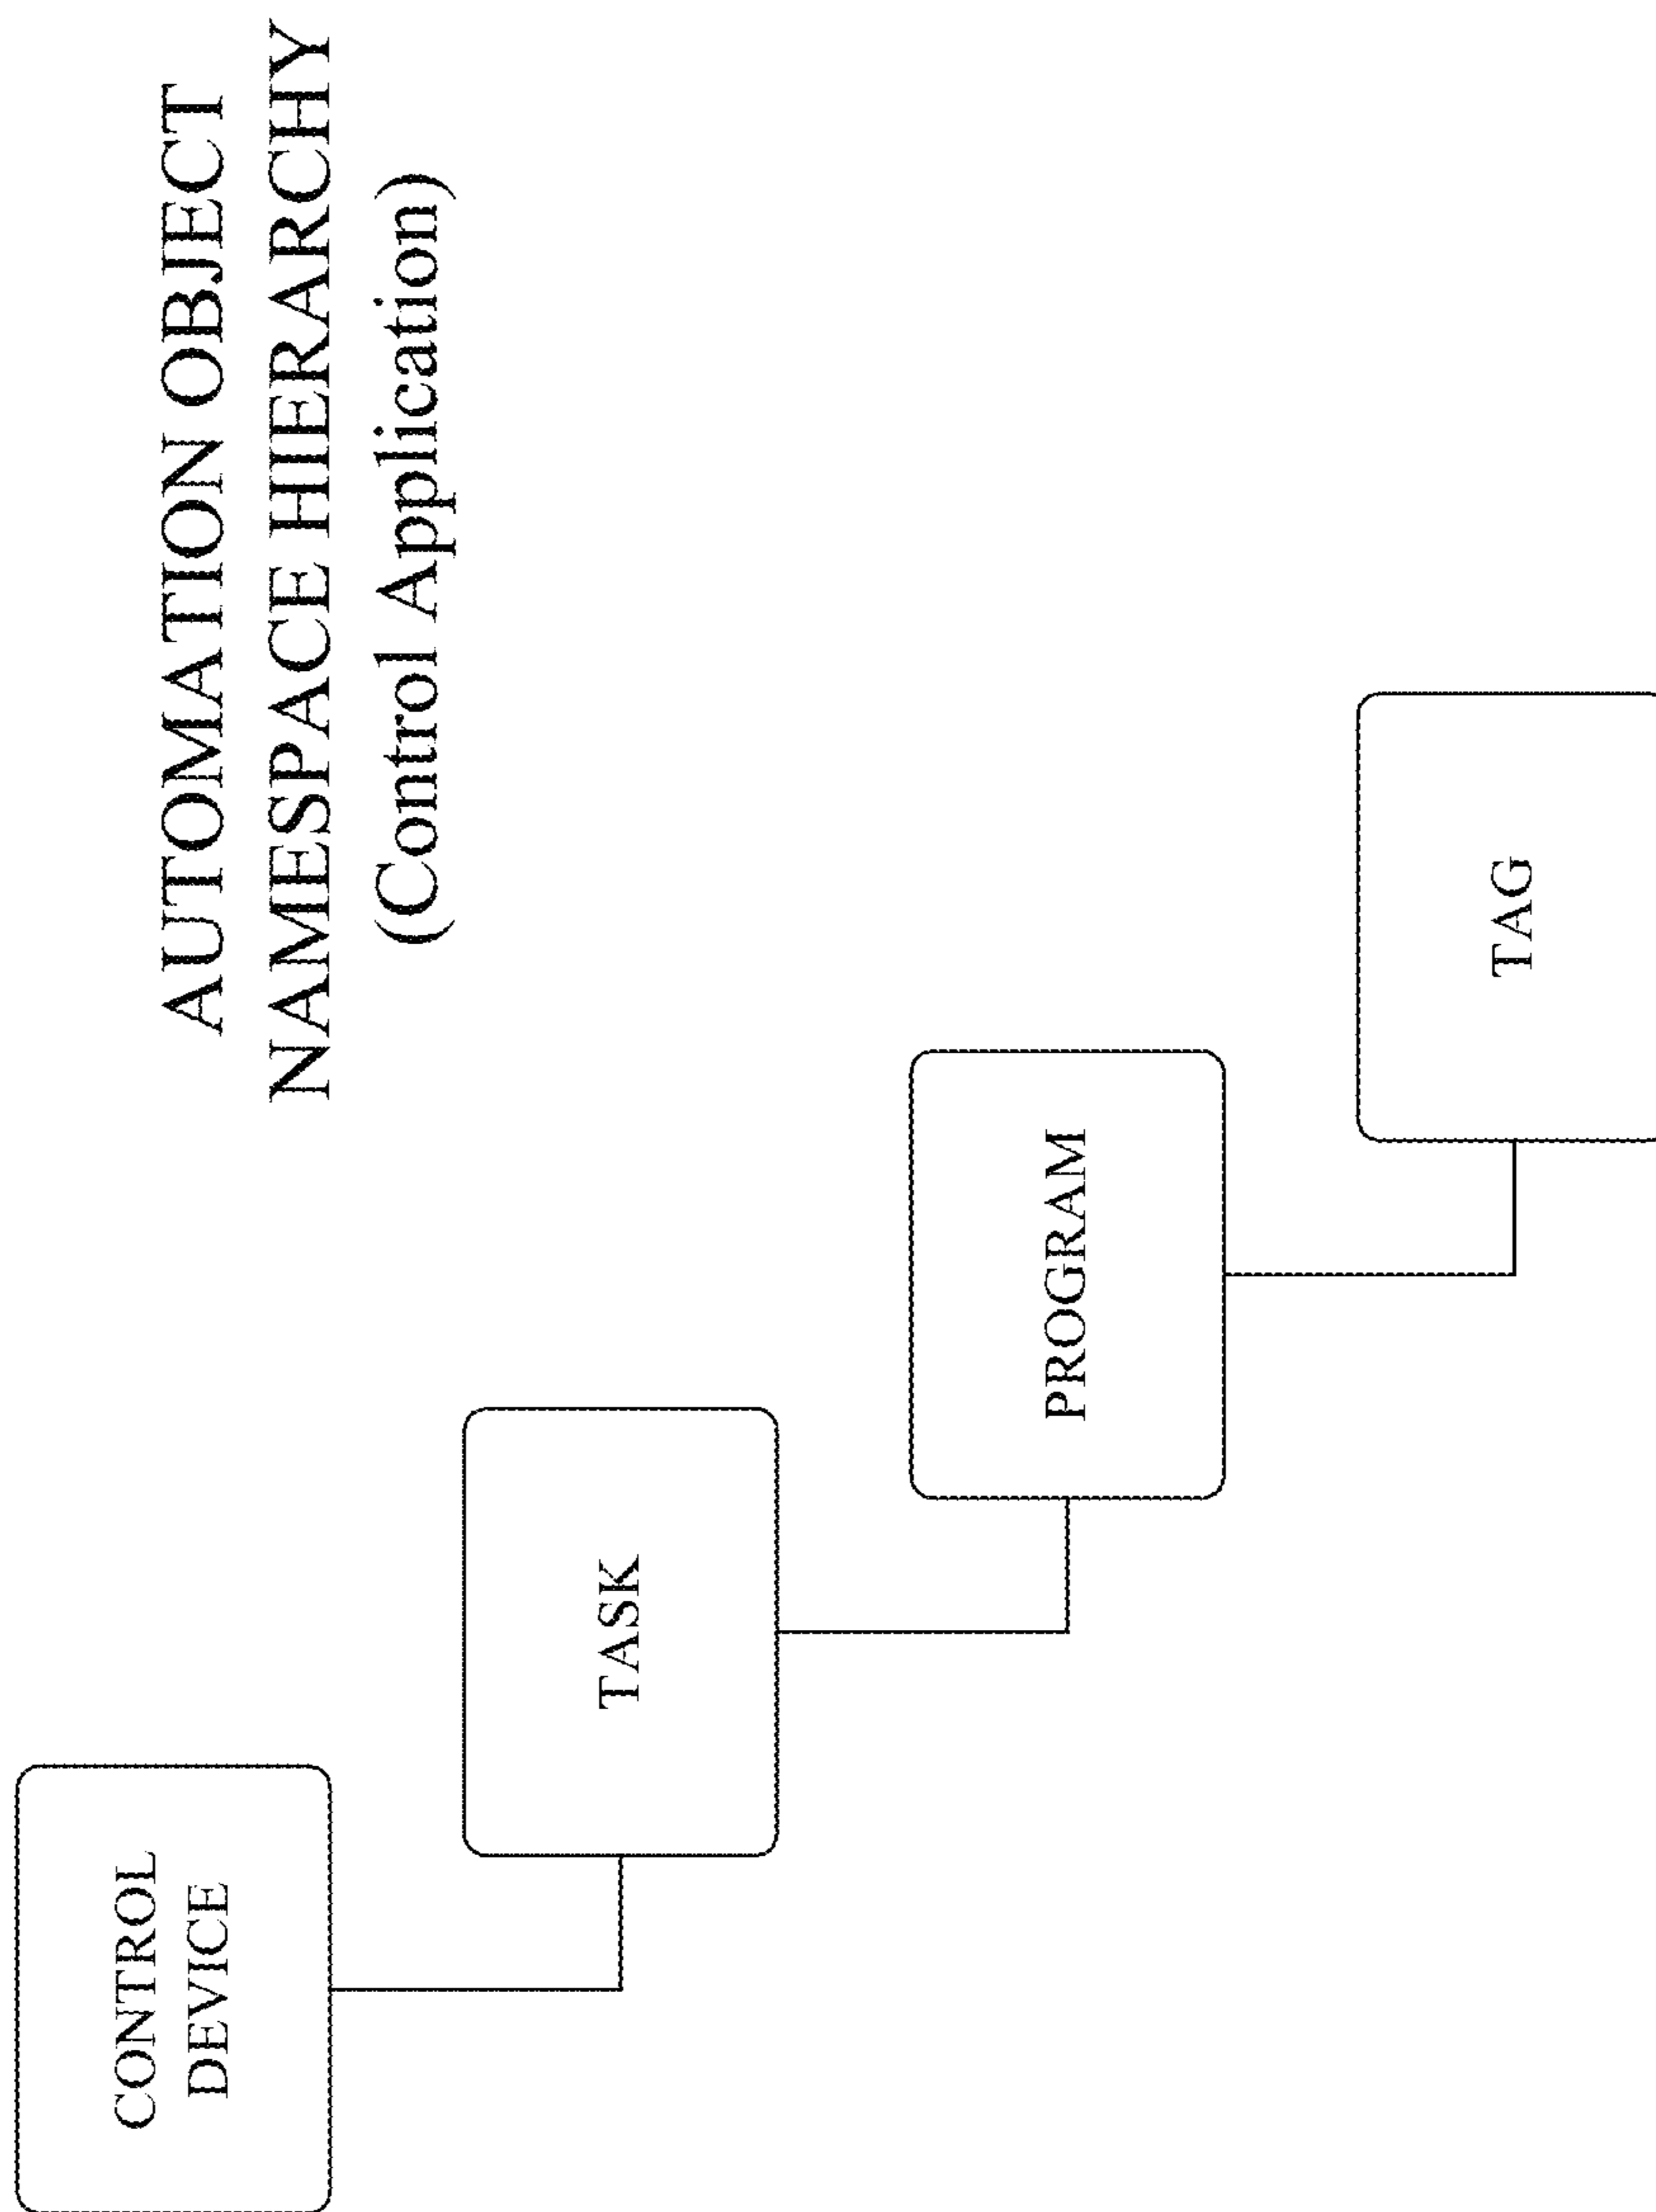 AUTOMATION OBJECT
NAMESPACE HIERARCHY
(Control Application)
CONTROL
DEVICE
TASK
PROGRAM
TAG